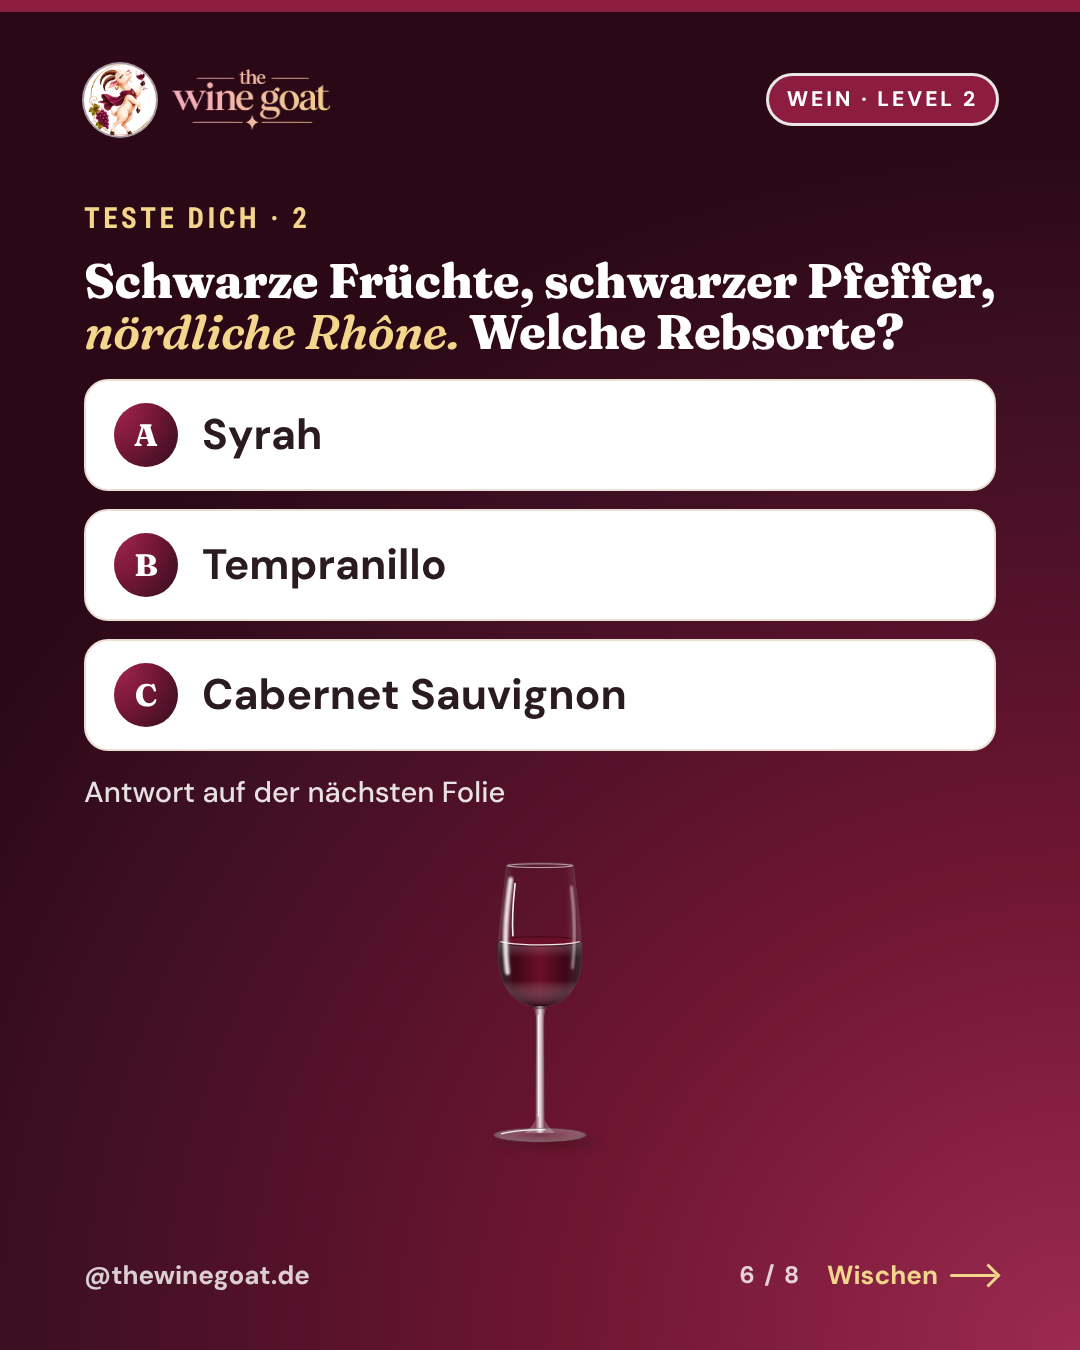 the
wine goat
WEIN · LEVEL 2
TESTE DICH · 2
Schwarze Früchte, schwarzer Pfeffer,
nördliche Rhône. Welche Rebsorte?
A Syrah
B Tempranillo
C Cabernet Sauvignon
Antwort auf der nächsten Folie
@thewinegoat.de
6 / 8 Wischen